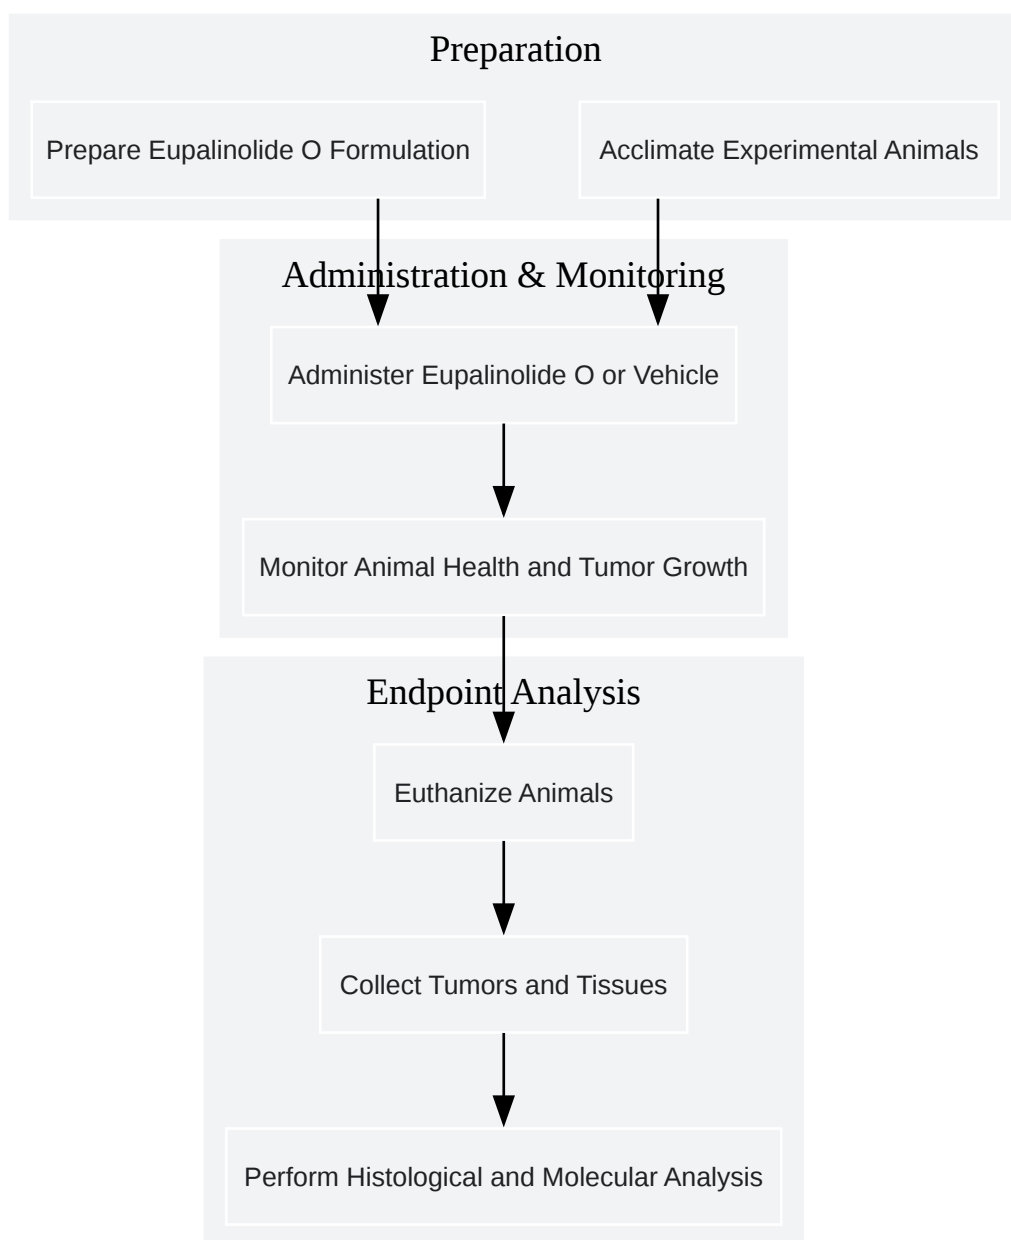 Preparation
Prepare Eupalinolide O Formulation
Acclimate Experimental Animals
Administration & Monitoring
Administer Eupalinolide O or Vehicle
Monitor Animal Health and Tumor Growth
Endpoint Analysis
Euthanize Animals
Collect Tumors and Tissues
Perform Histological and Molecular Analysis